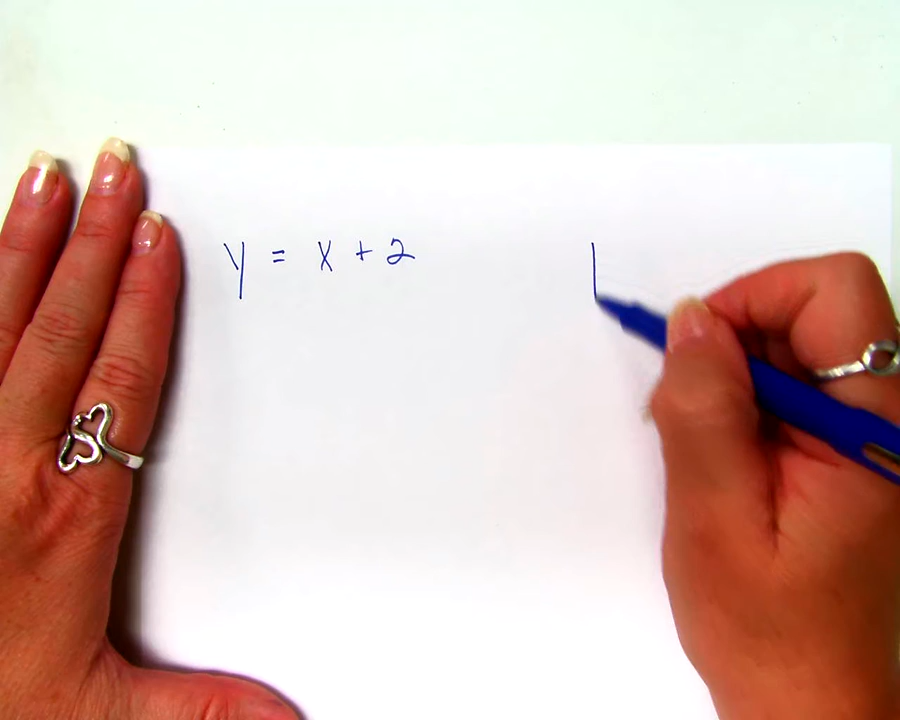 y = x + 2